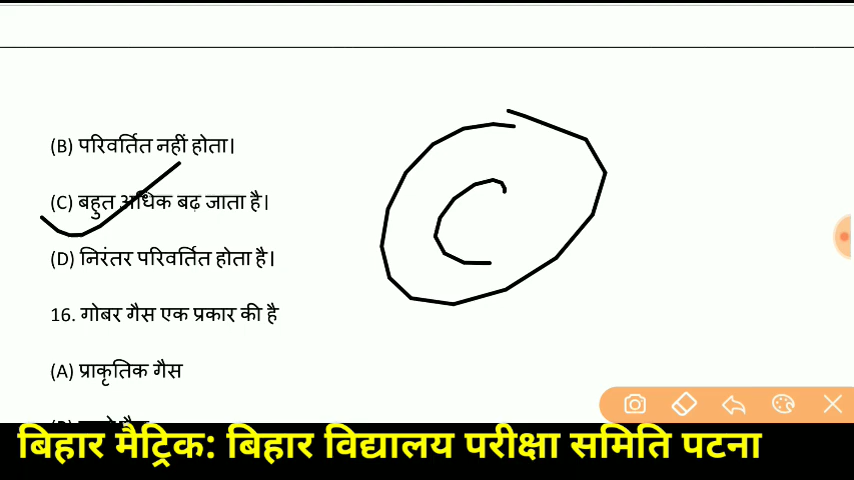 (B) परिवर्तित नहीं होता।
(C) बहुत अधिक बढ़ जाता है।
C
(D) निरंतर परिवर्तित होता है।
16. गोबर गैस एक प्रकार की है
(A) प्राकृतिक गैस
बिहार मैट्रिक: बिहार विद्यालय परीक्षा समिति पटना